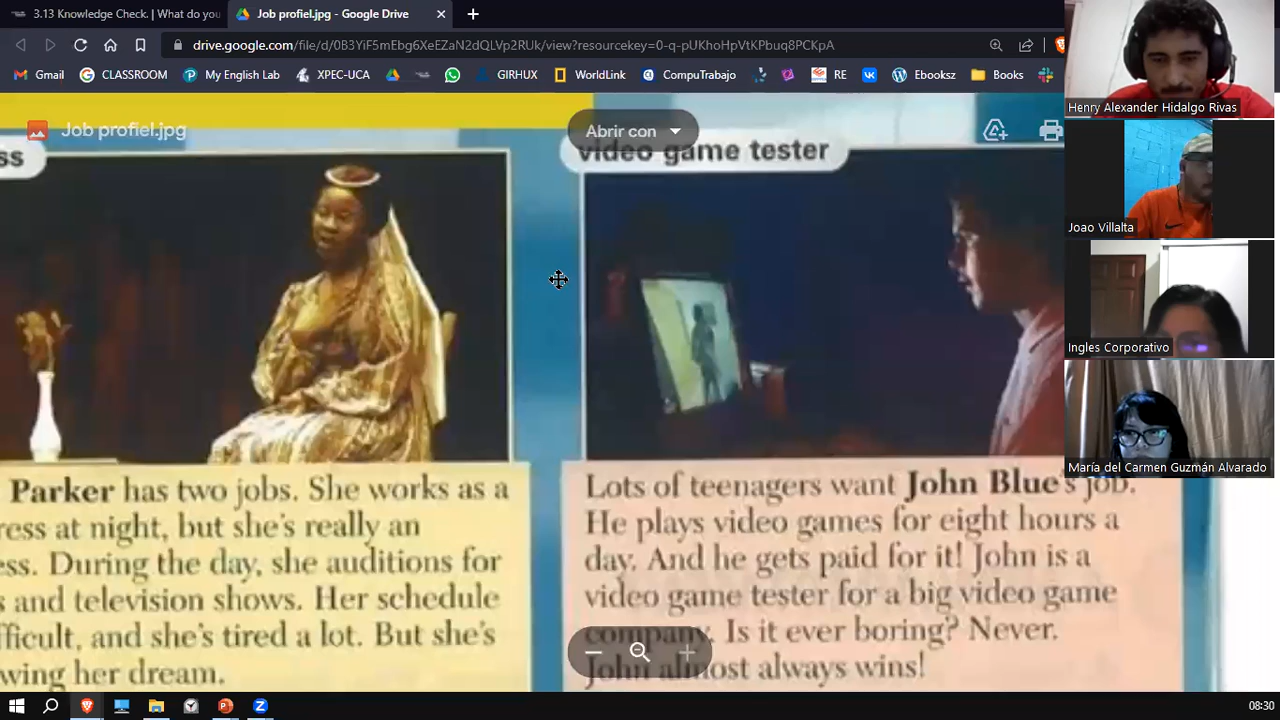 3.13 Knowledge Check. | What do you
Job profiel.jpg - Google Drive
drive.google.com/file/d/0B3YiF5mEbg6XeEZaN2dQLVp2RUk/view?resourcekey=0-q-pUKhoHpVtKPbuq8PCKpA
Gmail
CLASSROOM
My English Lab
XPEC-UCA
GIRHUX
WorldLink
CompuTrabajo
RE
Ebooksz
Books
Job profiel.jpg
Abrir con
ss
video game tester
Parker has two jobs. She works as a
ress at night, but she's really an
ess. During the day, she auditions for
s and television shows. Her schedule
fficult, and she's tired a lot. But she's
wing her dream.
Lots of teenagers want John Blue's job.
He plays video games for eight hours a
day. And he gets paid for it! John is a
video game tester for a big video game
company. Is it ever boring? Never.
John almost always wins!
Henry Alexander Hidalgo Rivas
Joao Villalta
Ingles Corporativo
María del Carmen Guzmán Alvarado
08:30